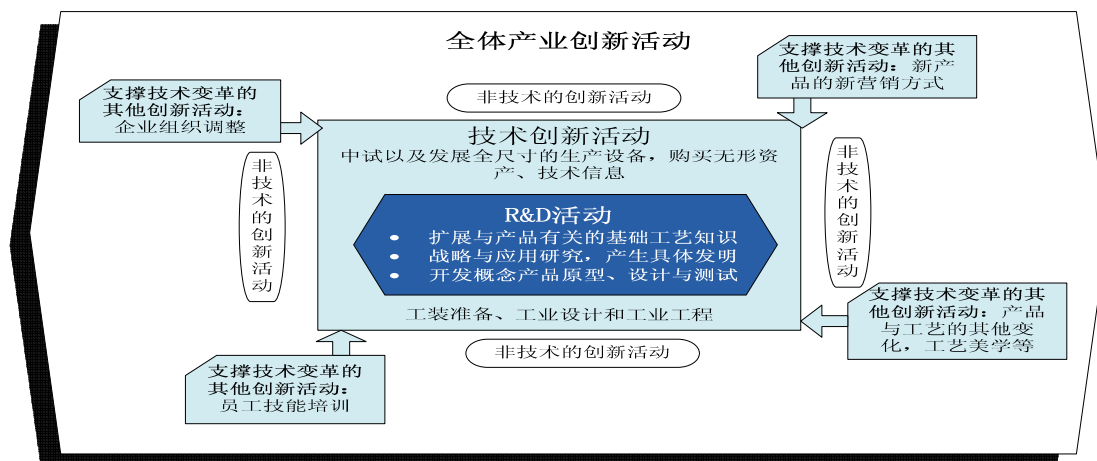 全体产业创新活动
支撑技术变革的其
他创新活动：新产
品的新营销方式
支撑技术变革的
其他创新活动：
企业组织调整
非技术的创新活动
技术创新活动
中试以及发展全尺寸的生产设备，购买无形资
产、技术信息
非技术的创新活动
非技术的创新活动
R&D活动
● 扩展与产品有关的基础工艺知识
● 战略与应用研究，产生具体发明
● 开发概念产品原型、设计与测试
工装准备、工业设计和工业工程
支撑技术变革的其
他创新活动：产品
与工艺的其他变
化，工艺美学等
非技术的创新活动
支撑技术变革的
其他创新活动：
员工技能培训